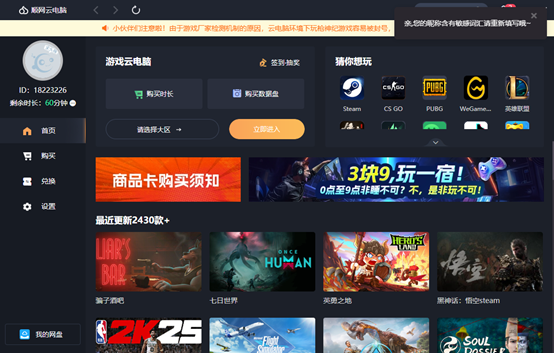 顺网云电脑
亲,您的昵称含有敏感词汇请重新填写哦~
小伙伴们注意啦！由于游戏厂家检测机制的原因，云电脑环境下玩枪神纪游戏容易被封号，
ID：18223226
剩余时长：60分钟
首页
购买
兑换
设置
我的网盘
游戏云电脑
签到·抽奖
购买时长
购买数据盘
请选择大区 →
立即进入
猜你想玩
Steam
CS GO
PUBG
WeGame...
英雄联盟
商品卡购买须知
3块9,玩一宿！
0点至9点非睡不可？不，是非玩不可！
最近更新2430款+
LIAR'S BAR
ONCE HUMAN
HERO'S LAND
悟空
骗子酒吧
七日世界
英勇之地
黑神话：悟空steam
2K25
Flight Simulator
SOUL DOSSIER